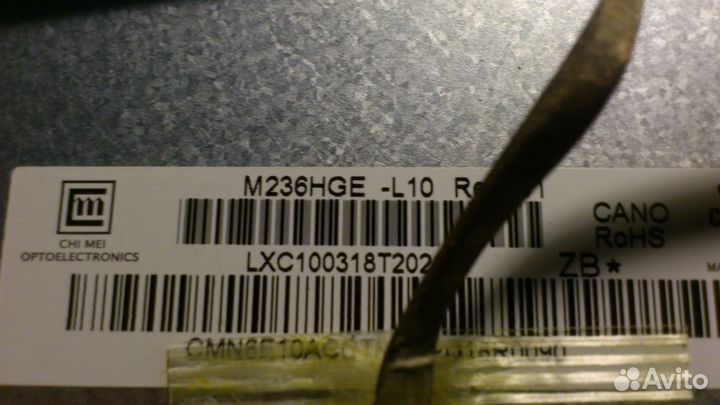 M236HGE -L10
CHI MEI
OPTOELECTRONICS
LXC100318T202
CANO
RoHS
ZB*
Avito